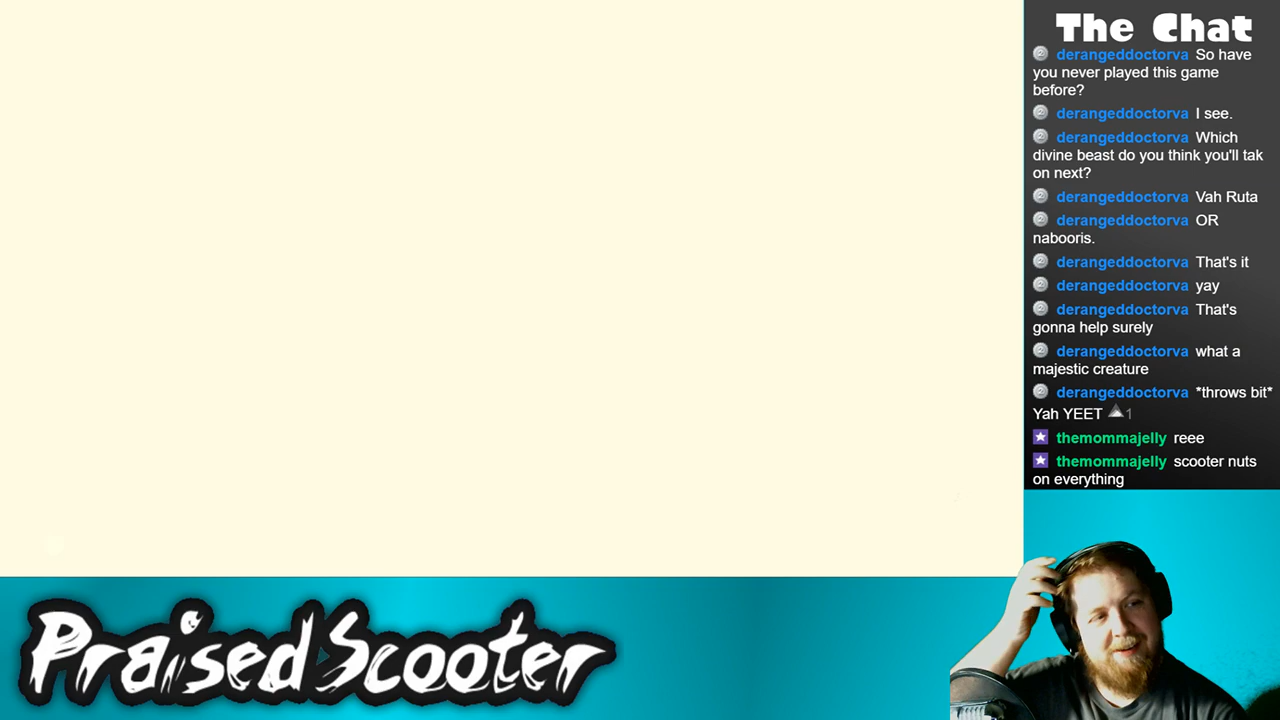 The Chat
derangeddoctorva So have
you never played this game
before?
derangeddoctorva I see.
derangeddoctorva Which
divine beast do you think you'll tak
on next?
derangeddoctorva Vah Ruta
derangeddoctorva OR
nabooris.
derangeddoctorva That's it
derangeddoctorva yay
derangeddoctorva That's
gonna help surely
derangeddoctorva what a
majestic creature
derangeddoctorva *throws bit*
Yah YEET 1
themommajelly reee
themommajelly scooter nuts
on everything
PraisedScooter